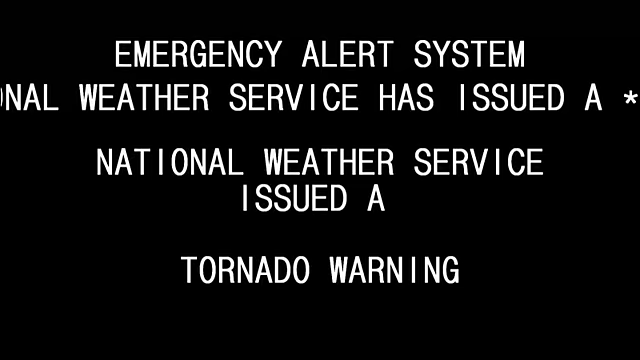 EMERGENCY ALERT SYSTEM
ONAL WEATHER SERVICE HAS ISSUED A *
NATIONAL WEATHER SERVICE
ISSUED A
TORNADO WARNING